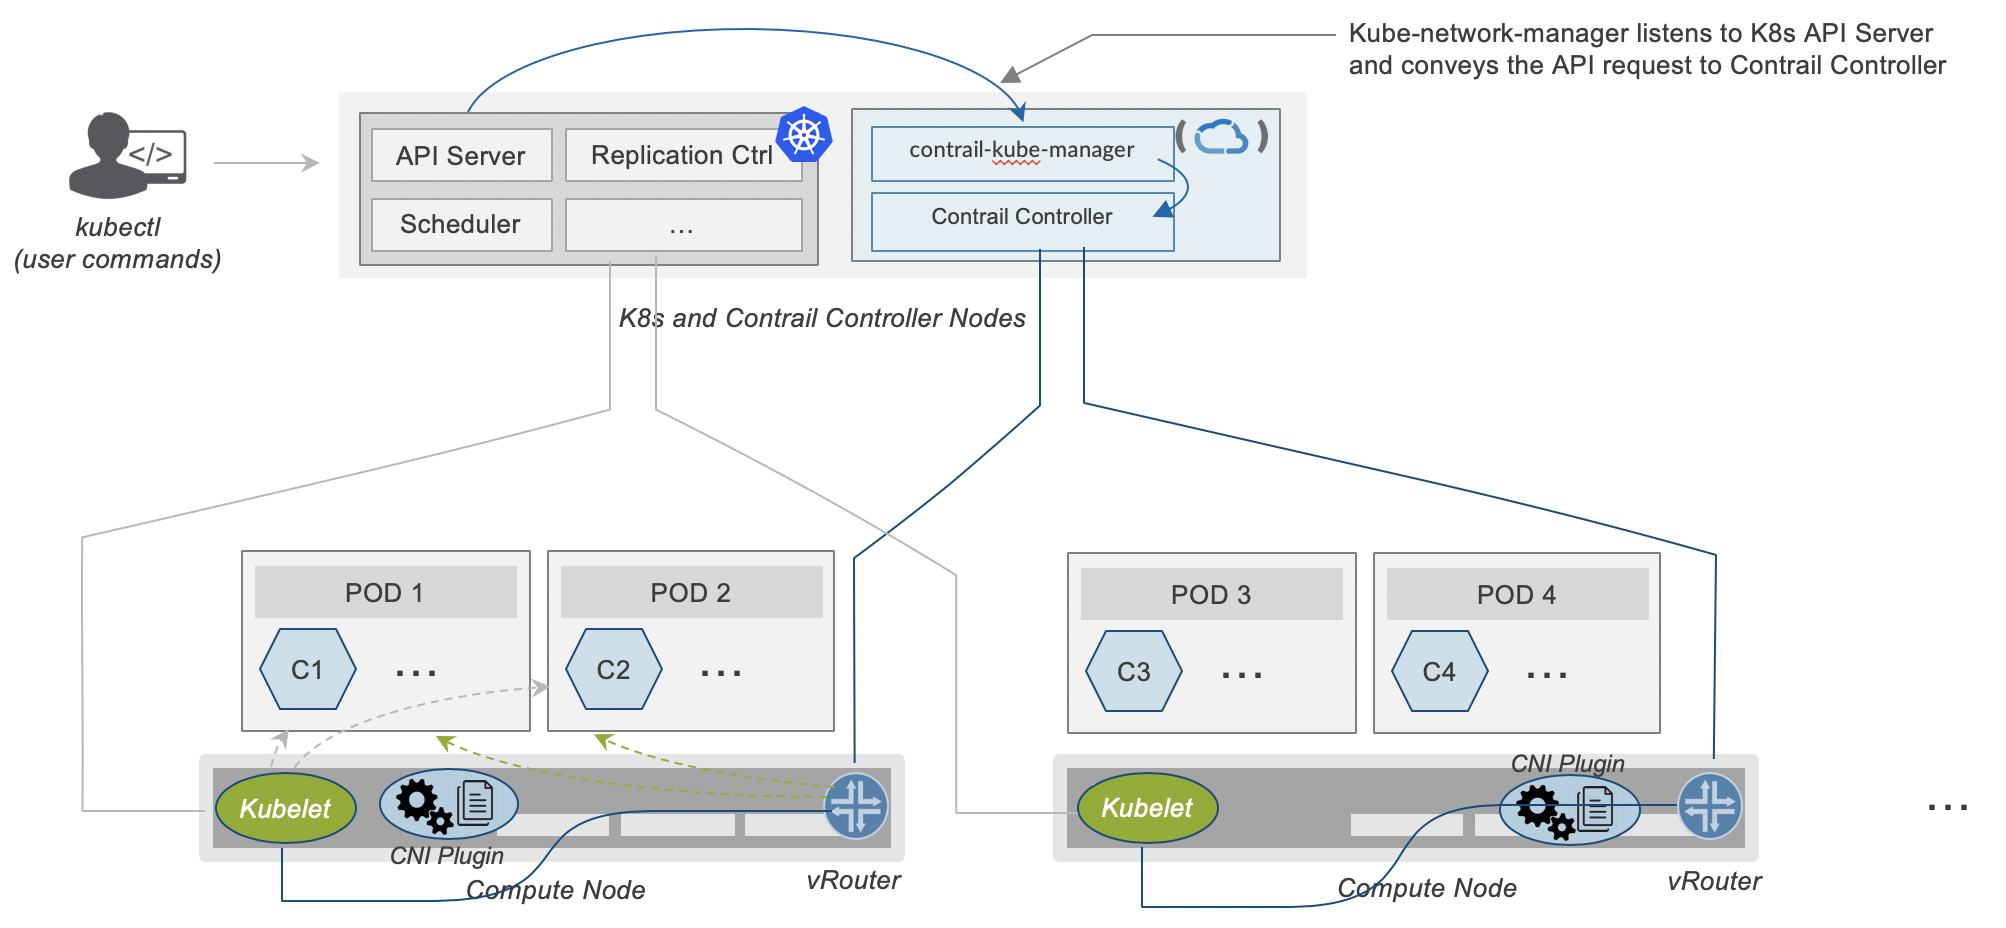 Kube-network-manager listens to K8s API Server
and conveys the API request to Contrail Controller
</>
kubectl
(user commands)
API Server
Replication Ctrl
Scheduler
...
contrail-kube-manager
Contrail Controller
K8s and Contrail Controller Nodes
POD 1
C1
...
POD 2
C2
...
POD 3
C3
...
POD 4
C4
...
Kubelet
CNI Plugin
Compute Node
vRouter
Kubelet
CNI Plugin
Compute Node
vRouter
...